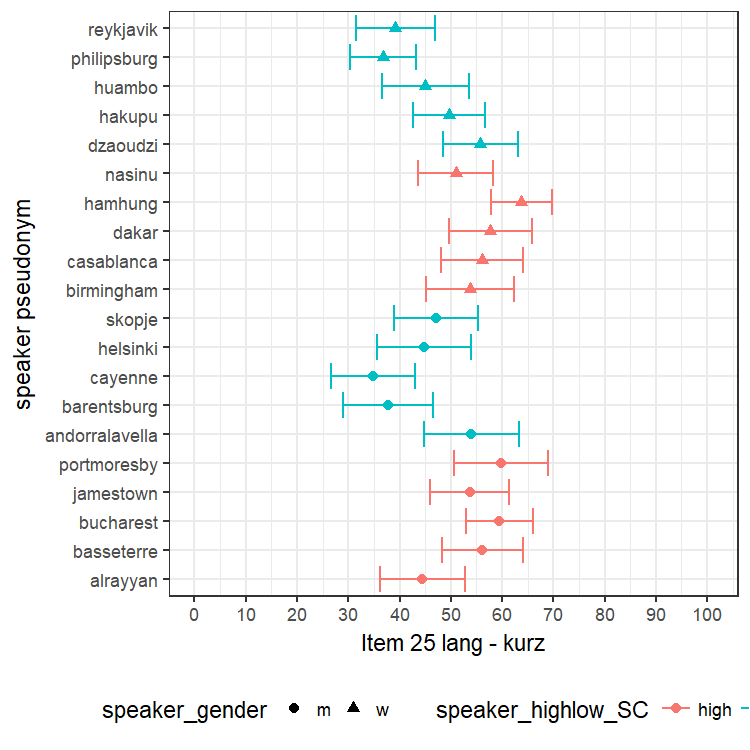 reykjavik
philipsburg
huambo
hakupu
dzaoudzi
nasinu
hamhung
dakar
casablanca
birmingham
skopje
helsinki
cayenne
barentsburg
andorralavella
portmoresby
jamestown
bucharest
basseterre
alrayyan
speaker pseudonym
0 10 20 30 40 50 60 70 80 90 100
Item 25 lang - kurz
speaker_gender m w speaker_highlow_SC high